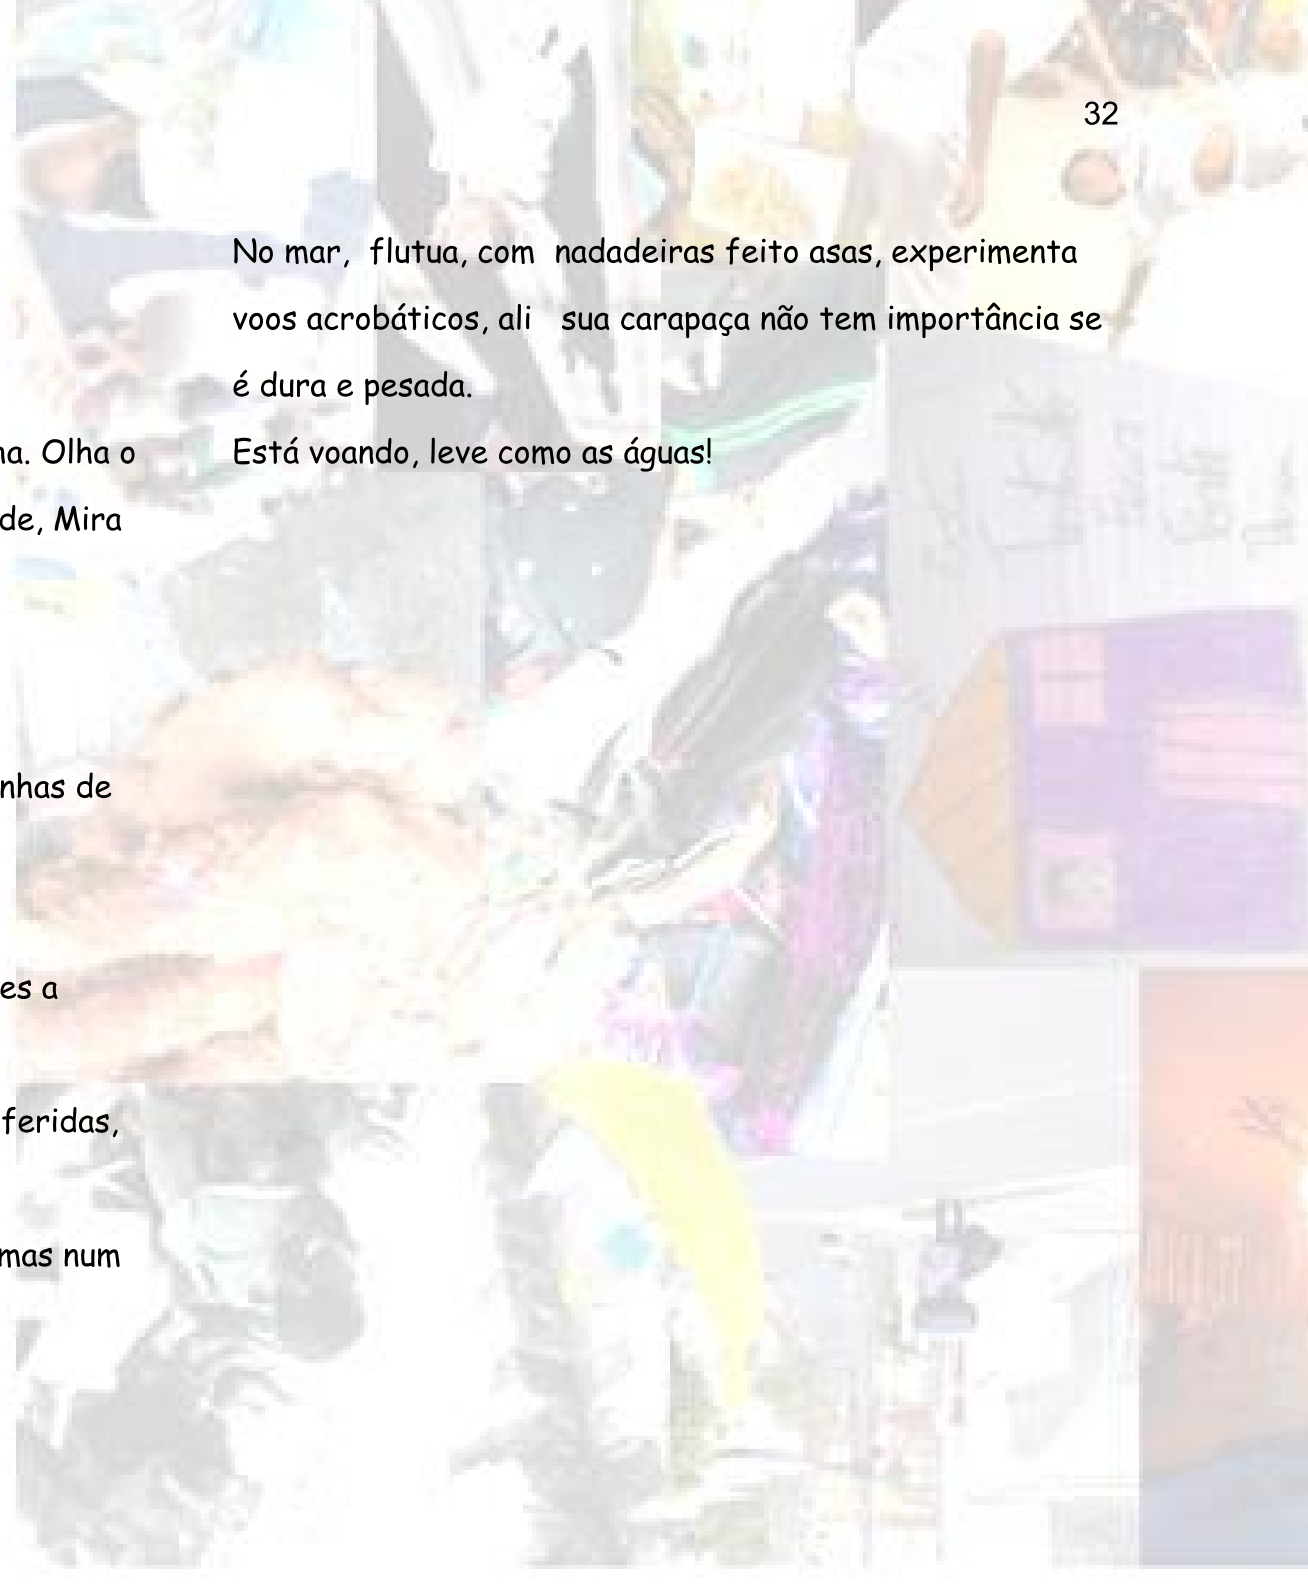 32
No mar, flutua, com nadadeiras feito asas, experimenta
voos acrobáticos, ali sua carapaça não tem importância se
é dura e pesada.
Está voando, leve como as águas!
na. Olha o
de, Mira
nhas de
es a
feridas,
mas num